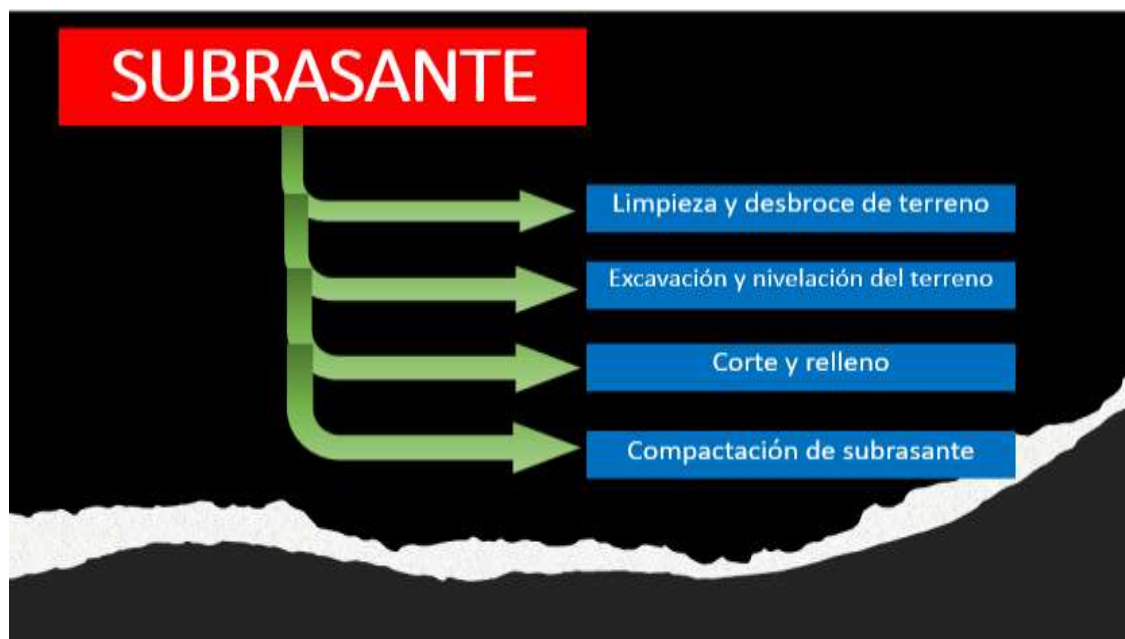 SUBRASANTE
Limpieza y desbroce de terreno
Excavación y nivelación del terreno
Corte y relleno
Compactación de subrasante